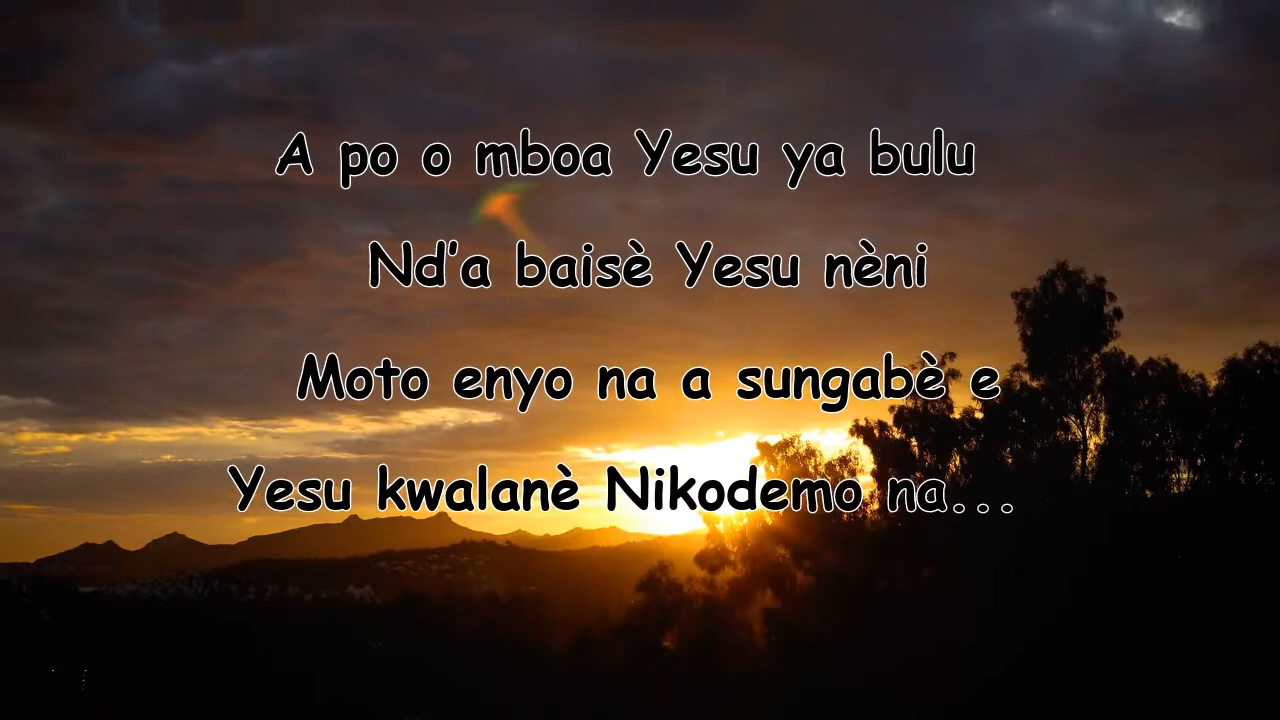 A po o mboa Yesu ya bulu
Nd'a baisè Yesu nèni
Moto enyo na a sungabè e
Yesu kwalanè Nikodemo na...